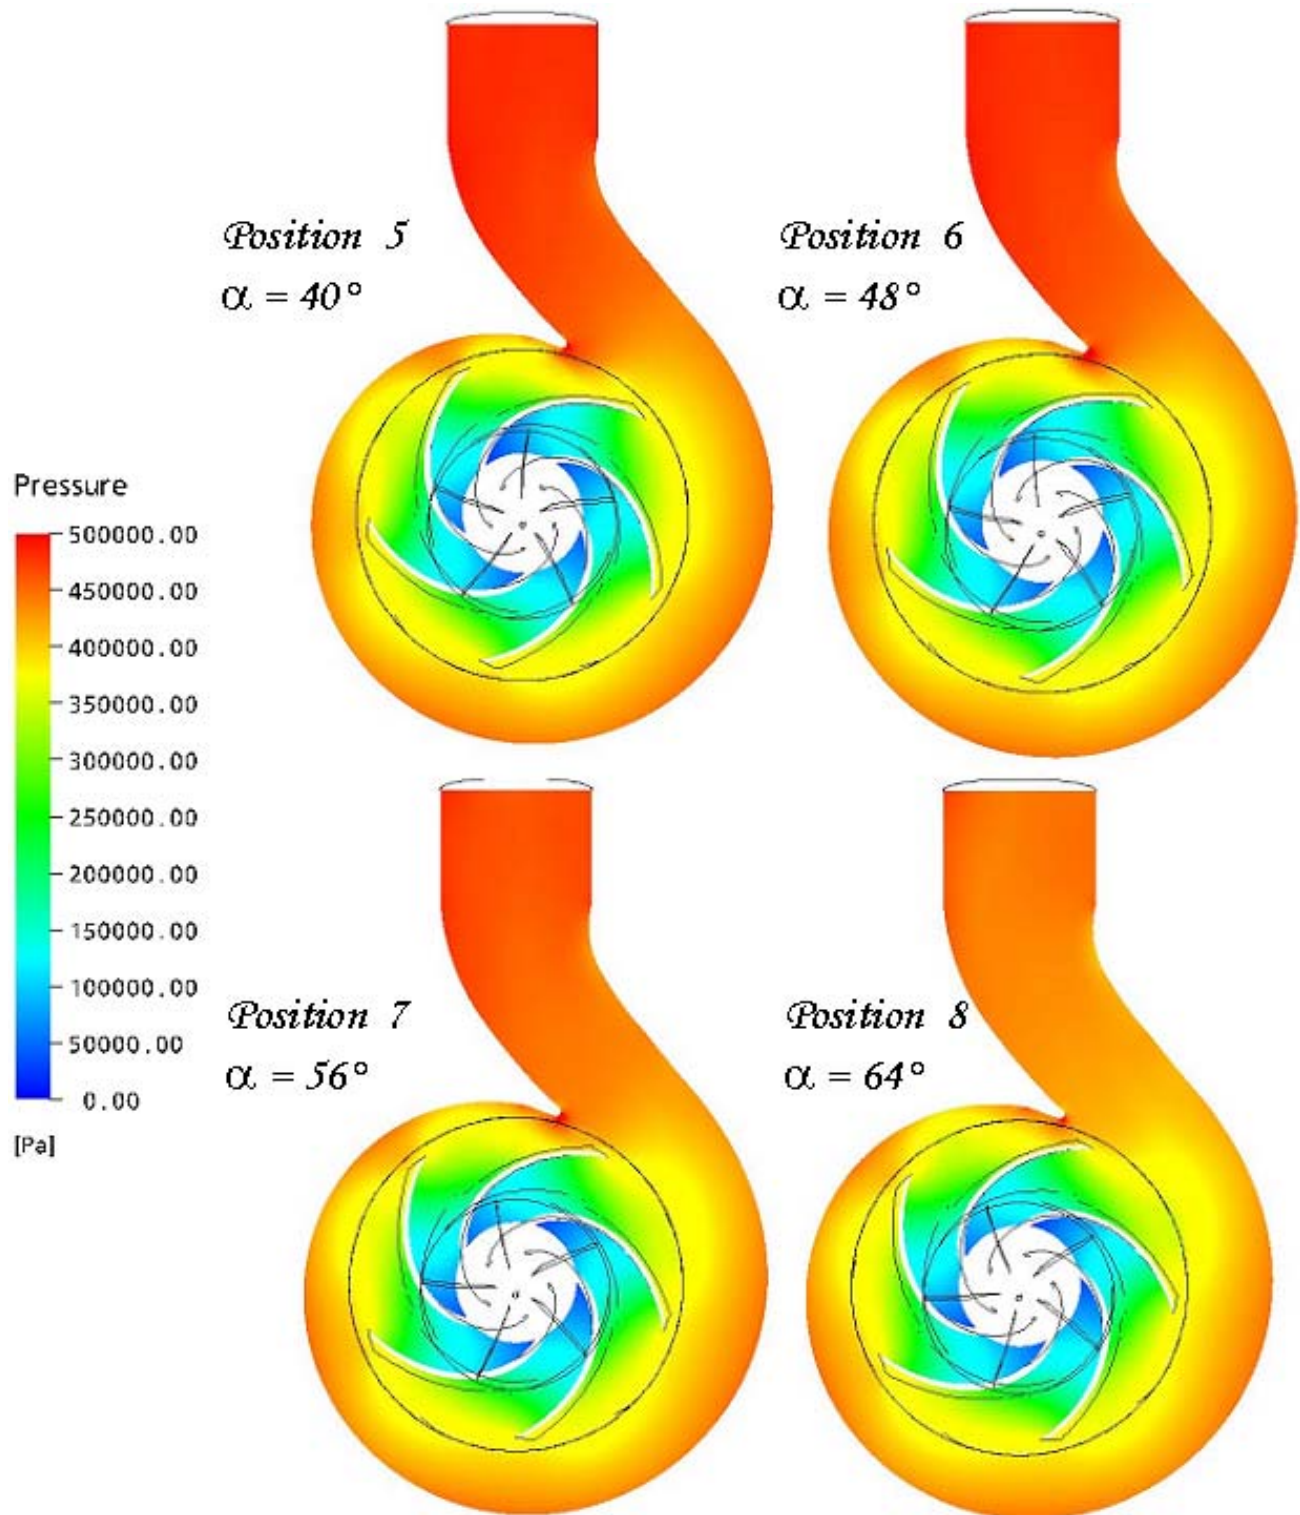 Position 5
α = 40°
Position 6
α = 48°
Pressure
500000.00
450000.00
400000.00
350000.00
300000.00
250000.00
200000.00
150000.00
100000.00
50000.00
0.00
[Pa]
Position 7
α = 56°
Position 8
α = 64°